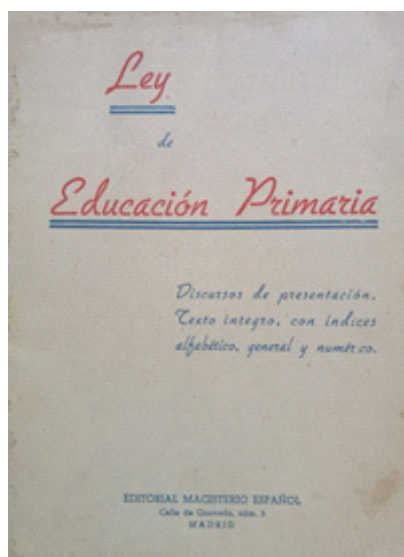 Ley
de
Educación Primaria
Discursos de presentación.
Texto íntegro, con índices
alfabético, general y numérico.
EDITORIAL MAGISTERIO ESPAÑOL
Calle de Quevedo, núm. 5
MADRID